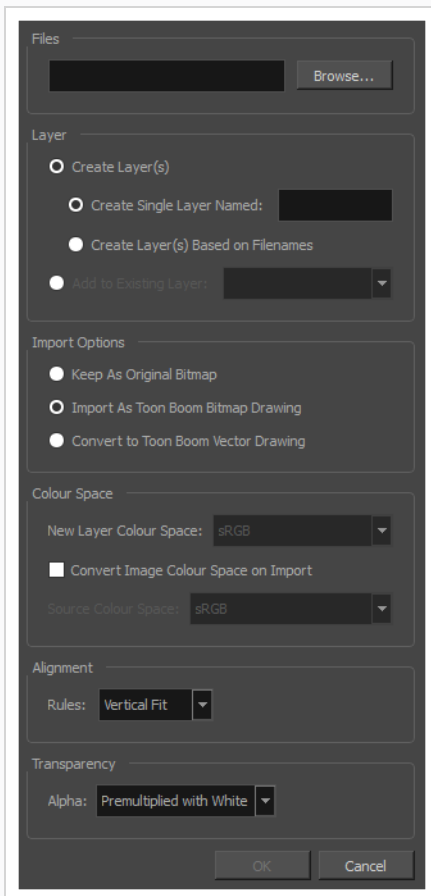 Files
Browse...
Layer
Create Layer(s)
Create Single Layer Named:
Create Layer(s) Based on Filenames
Add to Existing Layer:
Import Options
Keep As Original Bitmap
Import As Toon Boom Bitmap Drawing
Convert to Toon Boom Vector Drawing
Colour Space
New Layer Colour Space: sRGB
Convert Image Colour Space on Import
Source Colour Space: sRGB
Alignment
Rules: Vertical Fit
Transparency
Alpha: Premultiplied with White
OK Cancel